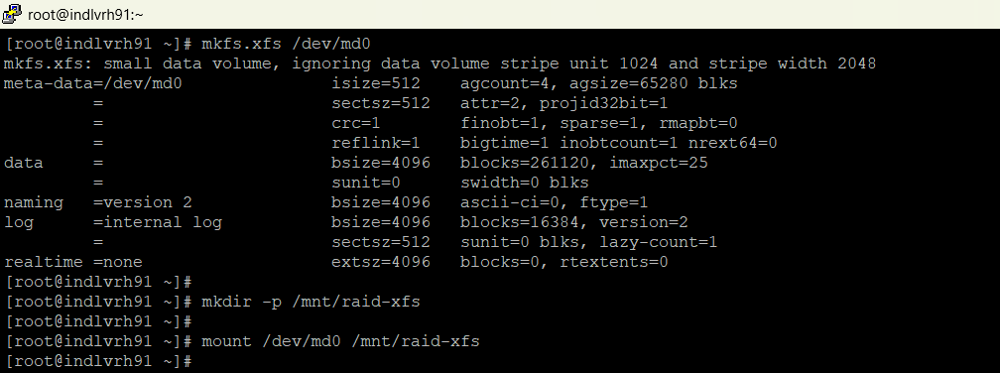 root@indlvrh91:~
[root@indlvrh91 ~]# mkfs.xfs /dev/md0
mkfs.xfs: small data volume, ignoring data volume stripe unit 1024 and stripe width 2048
meta-data=/dev/md0               isize=512    agcount=4, agsize=65280 blks
         =                       sectsz=512   attr=2, projid32bit=1
         =                       crc=1        finobt=1, sparse=1, rmapbt=0
         =                       reflink=1    bigtime=1 inobtcount=1 nrext64=0
data     =                       bsize=4096   blocks=261120, imaxpct=25
         =                       sunit=0      swidth=0 blks
naming   =version 2              bsize=4096   ascii-ci=0, ftype=1
log      =internal log           bsize=4096   blocks=16384, version=2
         =                       sectsz=512   sunit=0 blks, lazy-count=1
realtime =none                   extsz=4096   blocks=0, rtextents=0
[root@indlvrh91 ~]#
[root@indlvrh91 ~]# mkdir -p /mnt/raid-xfs
[root@indlvrh91 ~]#
[root@indlvrh91 ~]# mount /dev/md0 /mnt/raid-xfs
[root@indlvrh91 ~]#